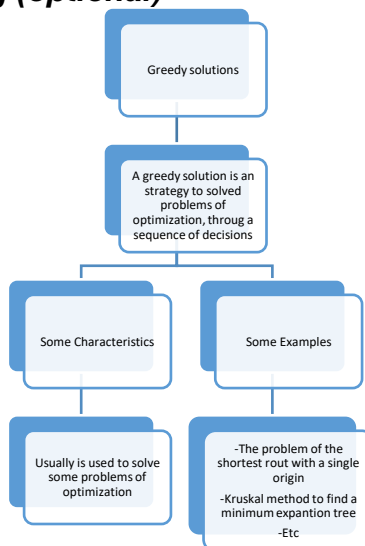 (Optional)
Greedy solutions
A greedy solution is an
strategy to solved
problems of
optimization, throug a
sequence of decisions
Some Characteristics
Some Examples
Usually is used to solve
some problems of
optimization
-The problem of the
shortest rout with a single
origin
-Kruskal method to find a
minimum expantion tree
-Etc